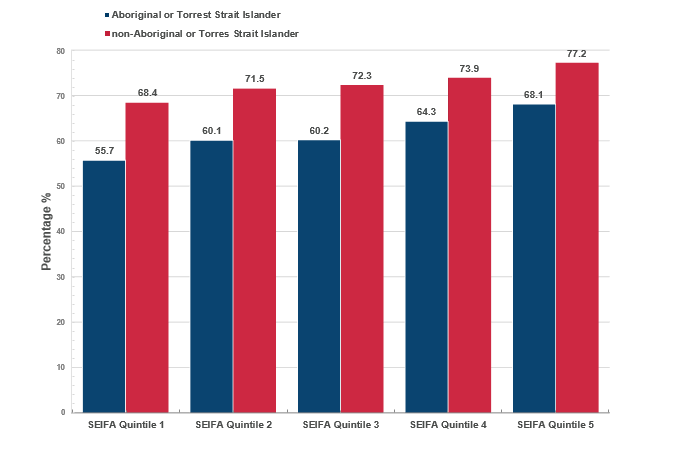 Aboriginal or Torrest Strait Islander
non-Aboriginal or Torres Strait Islander
Percentage %
80
70
60
50
40
30
20
10
0
55.7
68.4
60.1
71.5
60.2
72.3
64.3
73.9
68.1
77.2
SEIFA Quintile 1
SEIFA Quintile 2
SEIFA Quintile 3
SEIFA Quintile 4
SEIFA Quintile 5